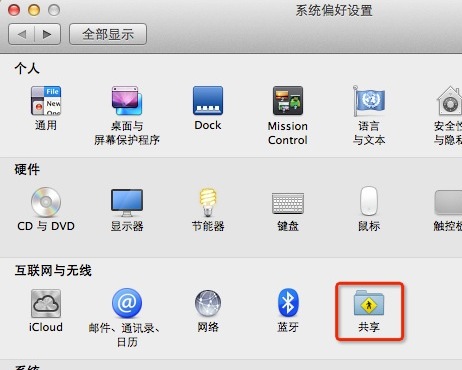 系统偏好设置
全部显示
个人
File
New
通用
桌面与
屏幕保护程序
Dock
Mission
Control
语言
与文本
安全性
与隐私
硬件
CD 与 DVD
显示器
节能器
键盘
鼠标
触控板
互联网与无线
iCloud
@
邮件、通讯录、
日历
网络
蓝牙
共享